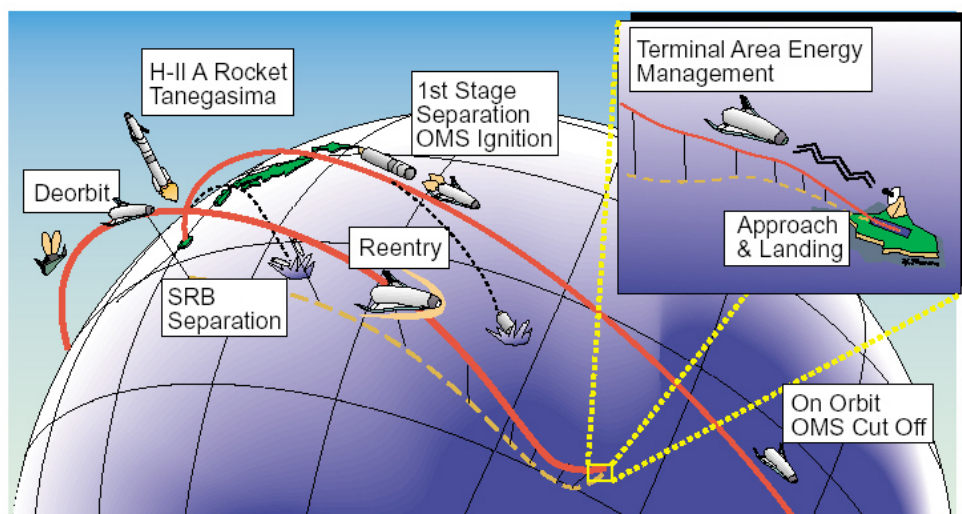 H-II A Rocket
Tanegasima
1st Stage
Separation
OMS Ignition
Terminal Area Energy
Management
Deorbit
Reentry
Approach
& Landing
SRB
Separation
On Orbit
OMS Cut Off